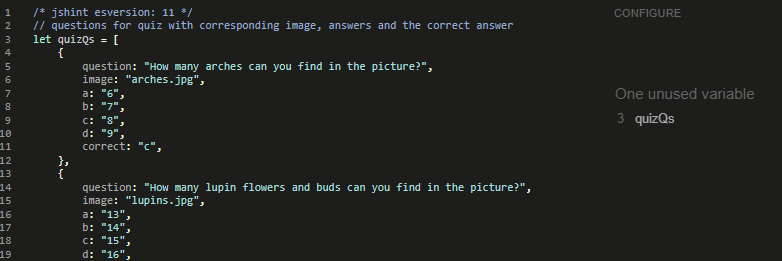 1 /* jshint esversion: 11 */
2 // questions for quiz with corresponding image, answers and the correct answer
3 let quizQs = [
4 {
5 question: "How many arches can you find in the picture?",
6 image: "arches.jpg",
7 a: "6",
8 b: "7",
9 c: "8",
10 d: "9",
11 correct: "c",
12 },
13 {
14 question: "How many lupin flowers and buds can you find in the picture?",
15 image: "lupins.jpg",
16 a: "13",
17 b: "14",
18 c: "15",
19 d: "16",
CONFIGURE
One unused variable
3 quizQs